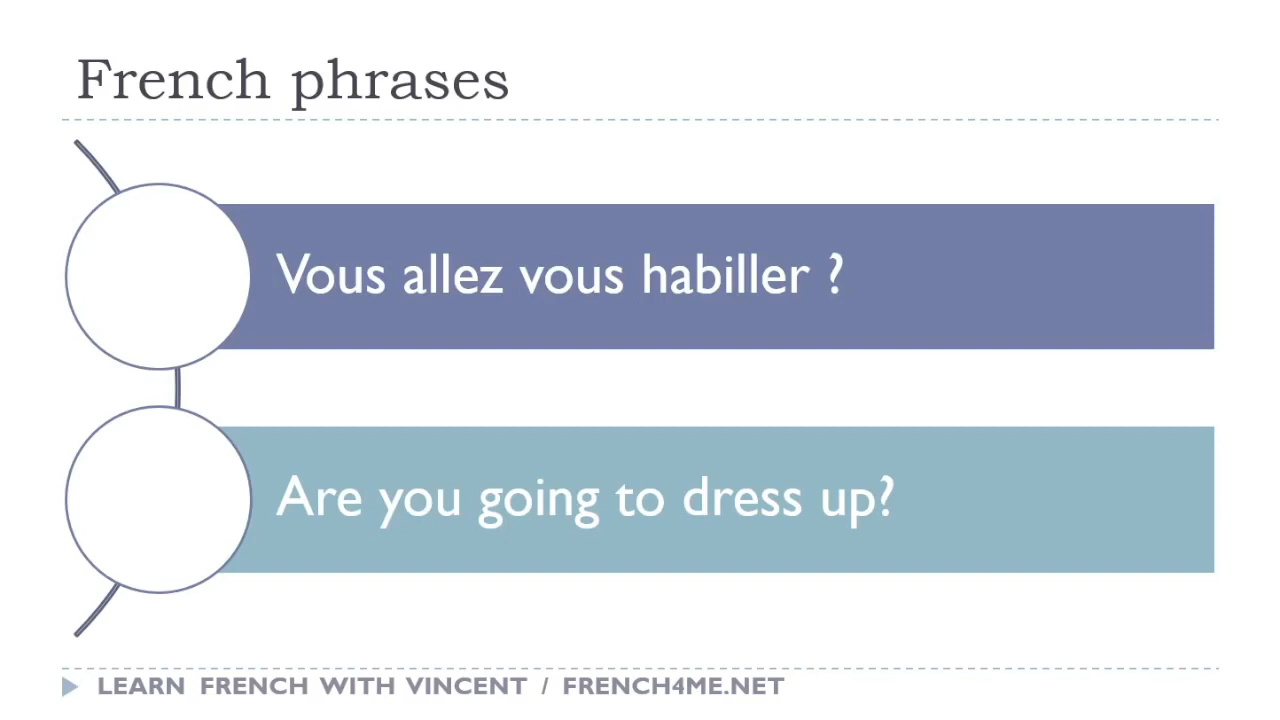 French phrases
Vous allez vous habiller ?
Are you going to dress up?
LEARN FRENCH WITH VINCENT / FRENCH4ME.NET